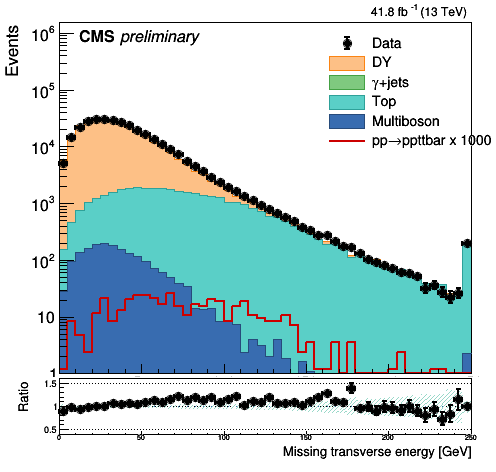 41.8 fb⁻¹ (13 TeV)
CMS preliminary
Events
10⁶
10⁵
10⁴
10³
10²
10
1
Data
DY
γ+jets
Top
Multiboson
pp→ppttbar x 1000
Ratio
1.5
1
0.5
0 50 100 150 200 250
Missing transverse energy [GeV]